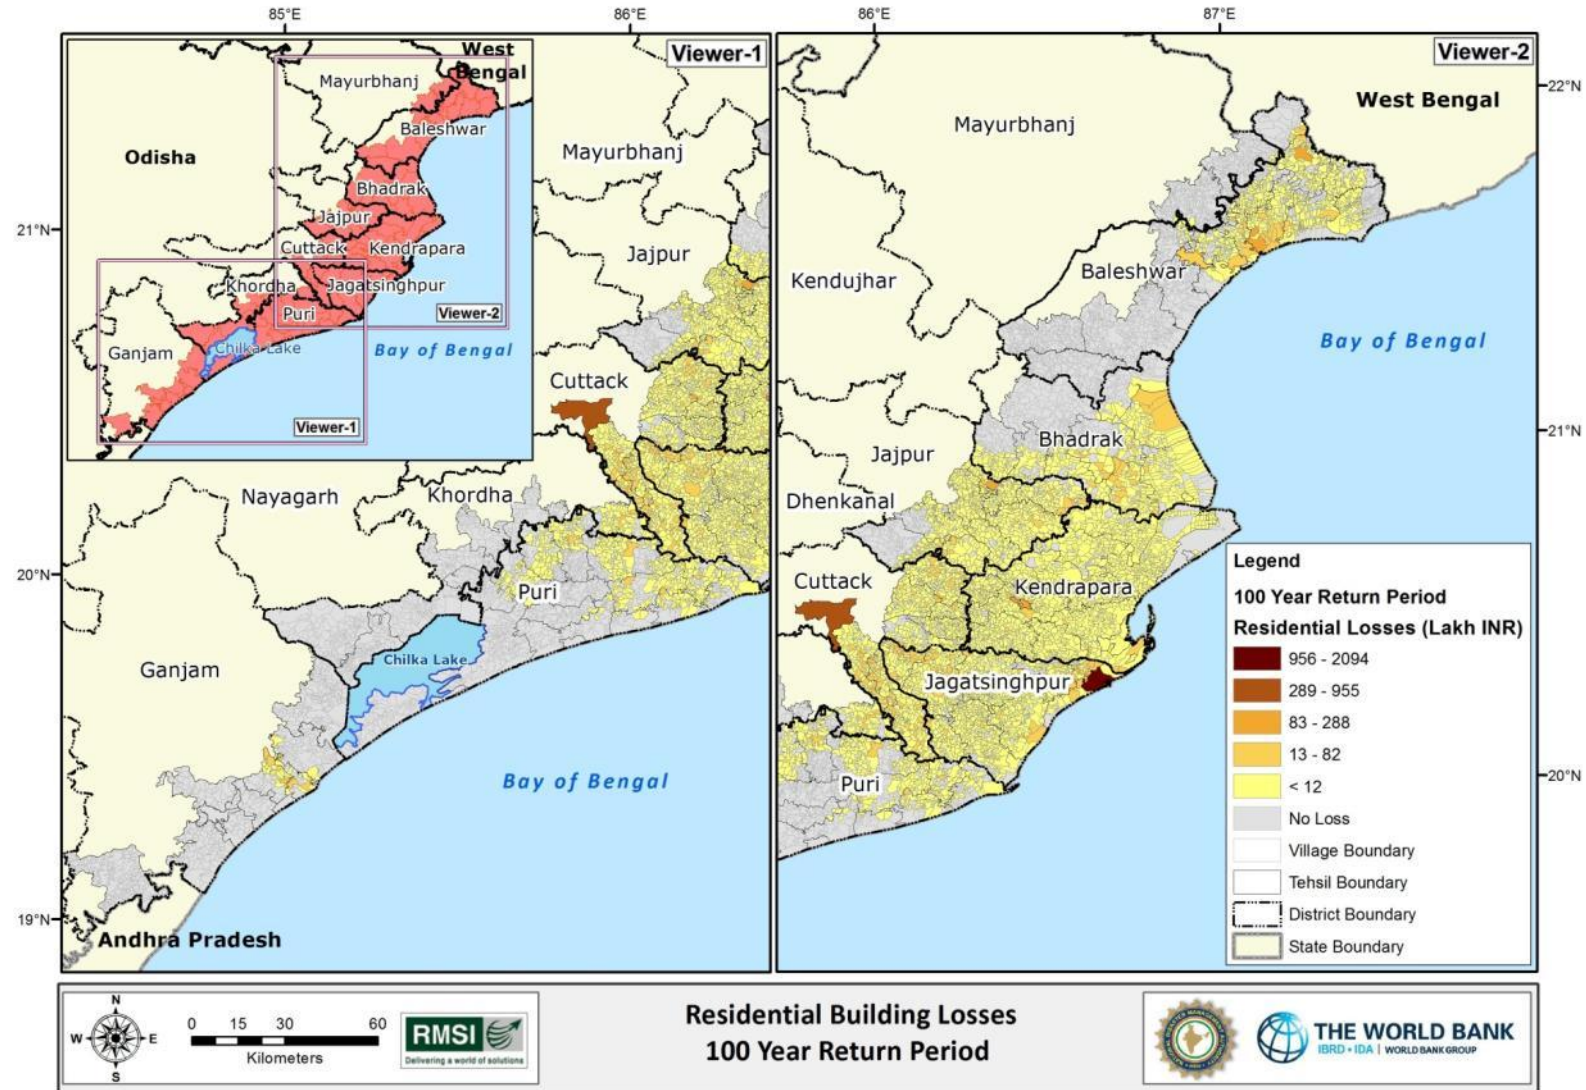 85°E
86°E
86°E
87°E
22°N
21°N
20°N
19°N
21°N
20°N
Viewer-1
West
Bengal
Mayurbhanj
Baleshwar
Odisha
Bhadrak
Jajpur
Cuttack
Kendrapara
Khordha
Jagatsinghpur
Puri
Viewer-2
Ganjam
Chilka Lake
Bay of Bengal
Viewer-1
Mayurbhanj
Jajpur
Cuttack
Nayagarh
Khordha
Puri
Chilka Lake
Ganjam
Bay of Bengal
Andhra Pradesh
Viewer-2
West Bengal
Mayurbhanj
Kendujhar
Baleshwar
Bay of Bengal
Bhadrak
Jajpur
Dhenkanal
Cuttack
Kendrapara
Jagatsinghpur
Puri
Legend
100 Year Return Period
Residential Losses (Lakh INR)
956 - 2094
289 - 955
83 - 288
13 - 82
< 12
No Loss
Village Boundary
Tehsil Boundary
District Boundary
State Boundary
N
W
E
S
0 15 30 60
Kilometers
RMSI
Delivering a world of solutions
Residential Building Losses
100 Year Return Period
THE WORLD BANK
IBRD • IDA | WORLD BANK GROUP